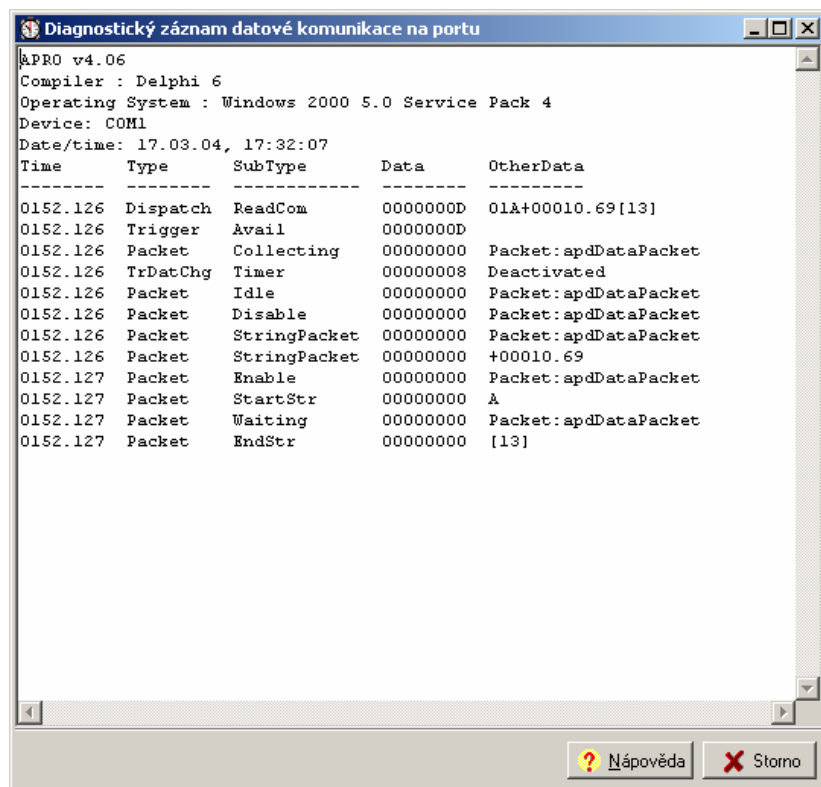 Diagnostický záznam datové komunikace na portu
APRO v4.06
Compiler : Delphi 6
Operating System : Windows 2000 5.0 Service Pack 4
Device: COM1
Date/time: 17.03.04, 17:32:07
Time     Type     SubType      Data     OtherData
-------- -------- ------------ -------- ---------
0152.126 Dispatch ReadCom      0000000D 01A+00010.69[13]
0152.126 Trigger  Avail        0000000D
0152.126 Packet   Collecting   00000000 Packet:apdDataPacket
0152.126 TrDatChg Timer        00000008 Deactivated
0152.126 Packet   Idle         00000000 Packet:apdDataPacket
0152.126 Packet   Disable      00000000 Packet:apdDataPacket
0152.126 Packet   StringPacket 00000000 Packet:apdDataPacket
0152.126 Packet   StringPacket 00000000 +00010.69
0152.127 Packet   Enable       00000000 Packet:apdDataPacket
0152.127 Packet   StartStr     00000000 A
0152.127 Packet   Waiting      00000000 Packet:apdDataPacket
0152.127 Packet   EndStr       00000000 [13]
Nápověda Storno